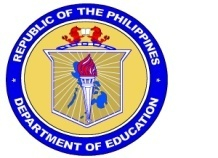 REPUBLIC OF THE PHILIPPINES
DEPARTMENT OF EDUCATION